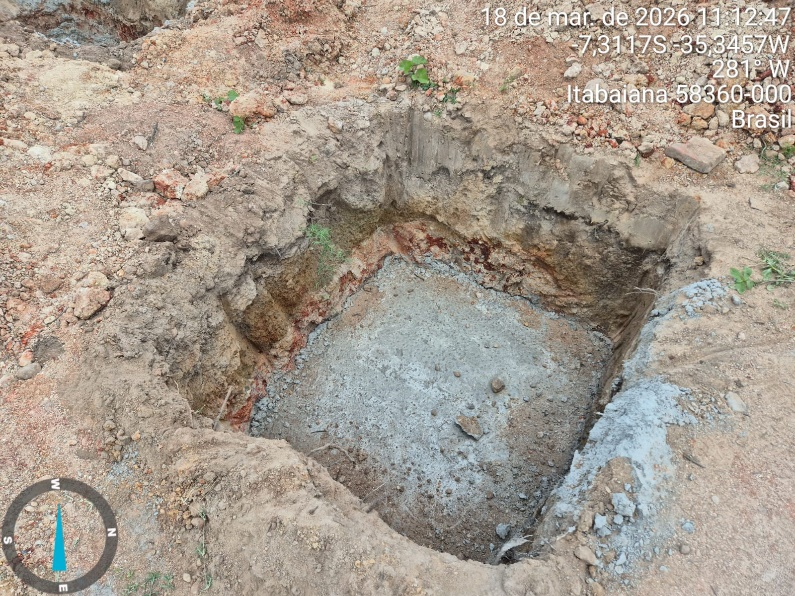 18 de mar. de 2026 11:12:47
-7,3117S -35,3457W
281° W
Itabaiana 58360-000
Brasil
W
N
S
E